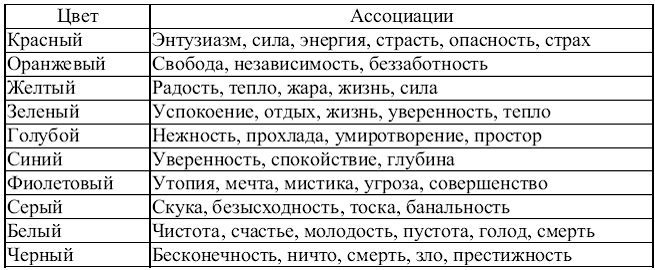 Цвет Ассоциации
Красный Энтузиазм, сила, энергия, страсть, опасность, страх
Оранжевый Свобода, независимость, беззаботность
Желтый Радость, тепло, жара, жизнь, сила
Зеленый Успокоение, отдых, жизнь, уверенность, тепло
Голубой Нежность, прохлада, умиротворение, простор
Синий Уверенность, спокойствие, глубина
Фиолетовый Утопия, мечта, мистика, угроза, совершенство
Серый Скука, безысходность, тоска, банальность
Белый Чистота, счастье, молодость, пустота, голод, смерть
Черный Бесконечность, ничто, смерть, зло, престижность